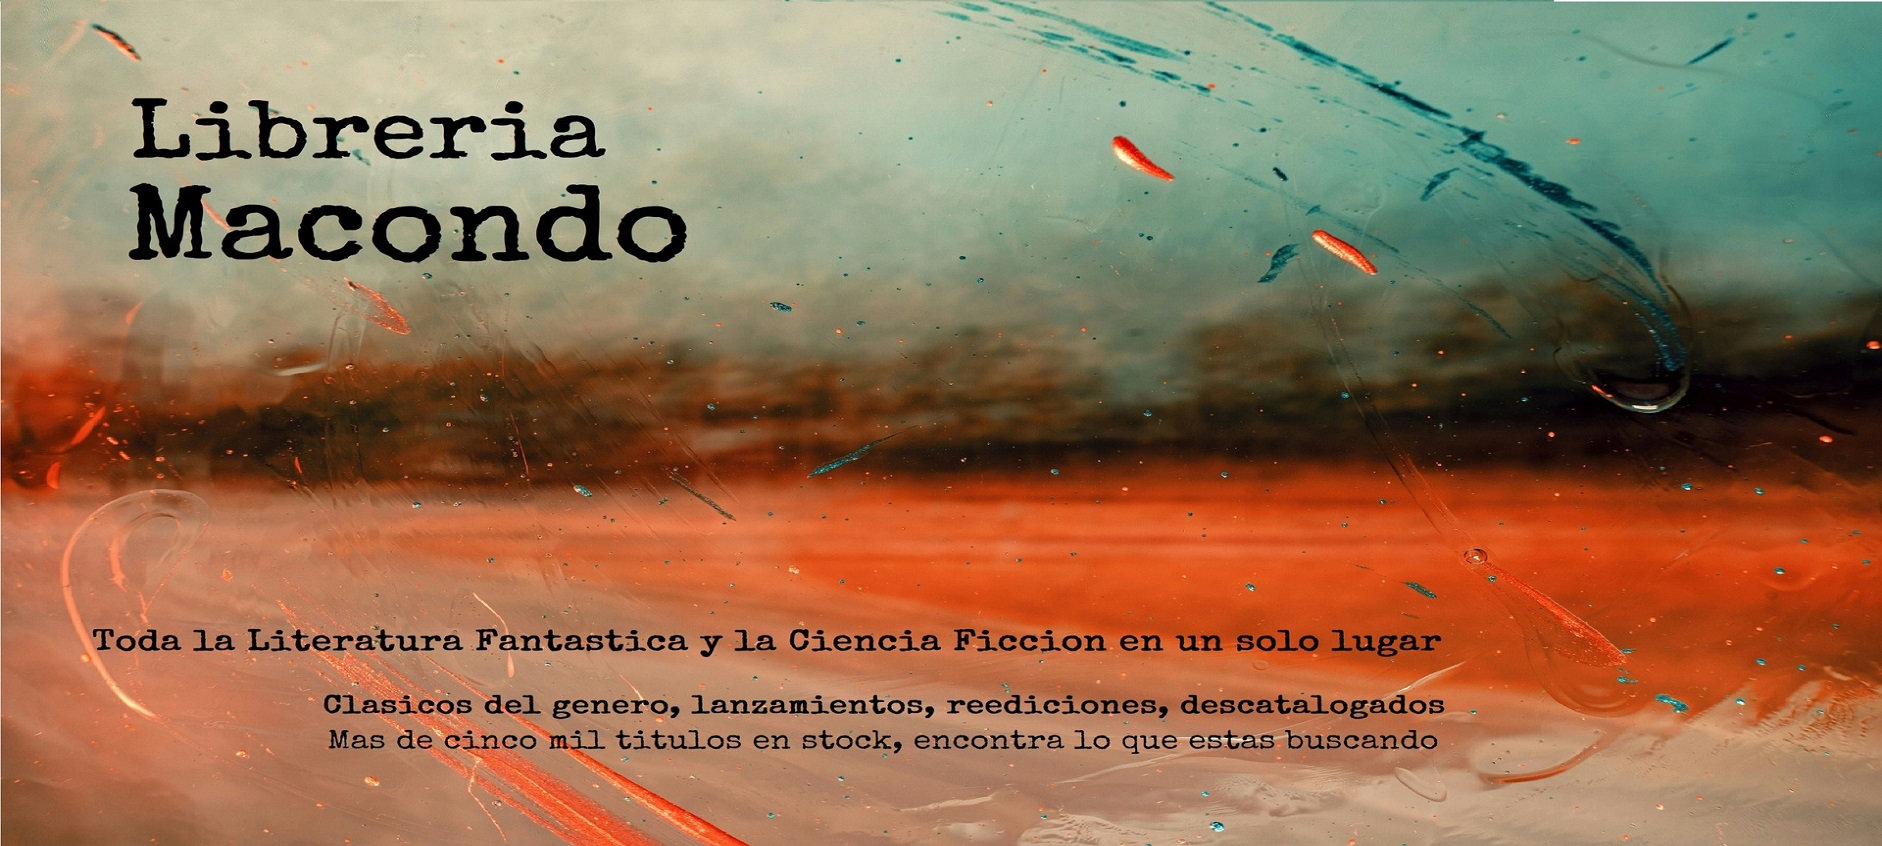 Libreria
Macondo
Toda la Literatura Fantastica y la Ciencia Ficcion en un solo lugar
Clasicos del genero, lanzamientos, reediciones, descatalogados
Mas de cinco mil titulos en stock, encontra lo que estas buscando